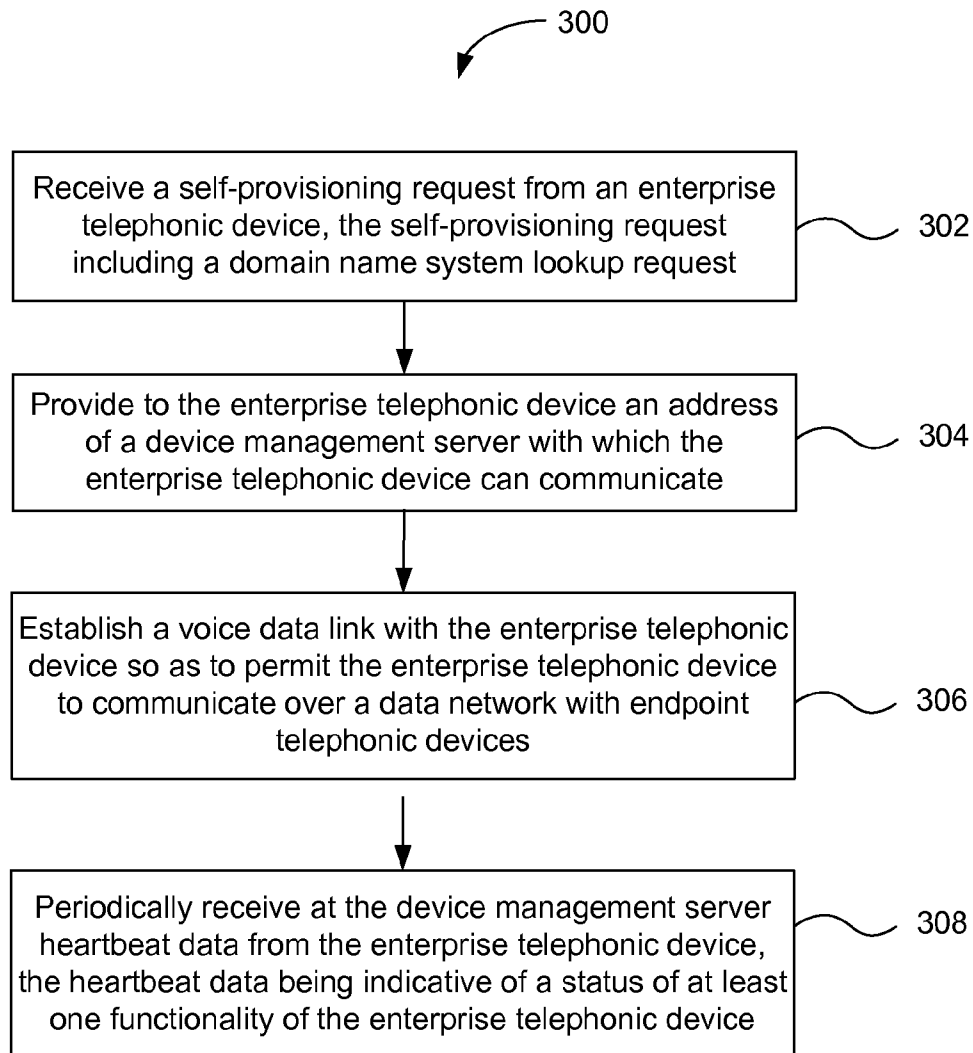 300
Receive a self-provisioning request from an enterprise
telephonic device, the self-provisioning request
including a domain name system lookup request
302
Provide to the enterprise telephonic device an address
of a device management server with which the
enterprise telephonic device can communicate
304
Establish a voice data link with the enterprise telephonic
device so as to permit the enterprise telephonic device
to communicate over a data network with endpoint
telephonic devices
306
Periodically receive at the device management server
heartbeat data from the enterprise telephonic device,
the heartbeat data being indicative of a status of at least
one functionality of the enterprise telephonic device
308